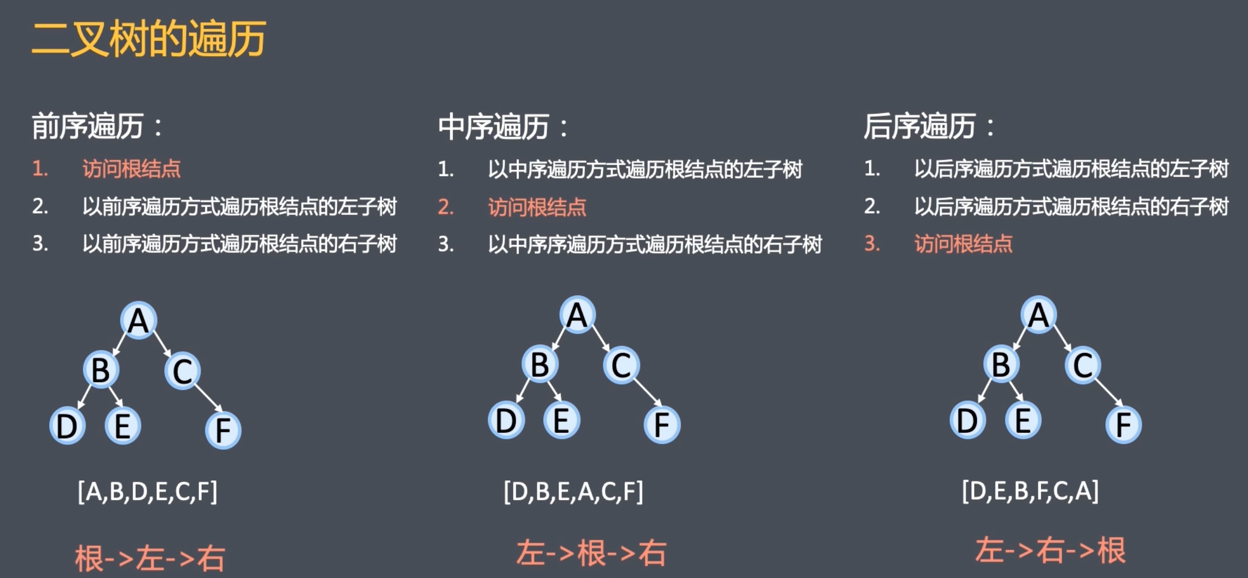 二叉树的遍历
前序遍历：
1. 访问根结点
2. 以前序遍历方式遍历根结点的左子树
3. 以前序遍历方式遍历根结点的右子树
A
B C
D E F
[A,B,D,E,C,F]
根->左->右
中序遍历：
1. 以中序遍历方式遍历根结点的左子树
2. 访问根结点
3. 以中序序遍历方式遍历根结点的右子树
A
B C
D E F
[D,B,E,A,C,F]
左->根->右
后序遍历：
1. 以后序遍历方式遍历根结点的左子树
2. 以后序遍历方式遍历根结点的右子树
3. 访问根结点
A
B C
D E F
[D,E,B,F,C,A]
左->右->根